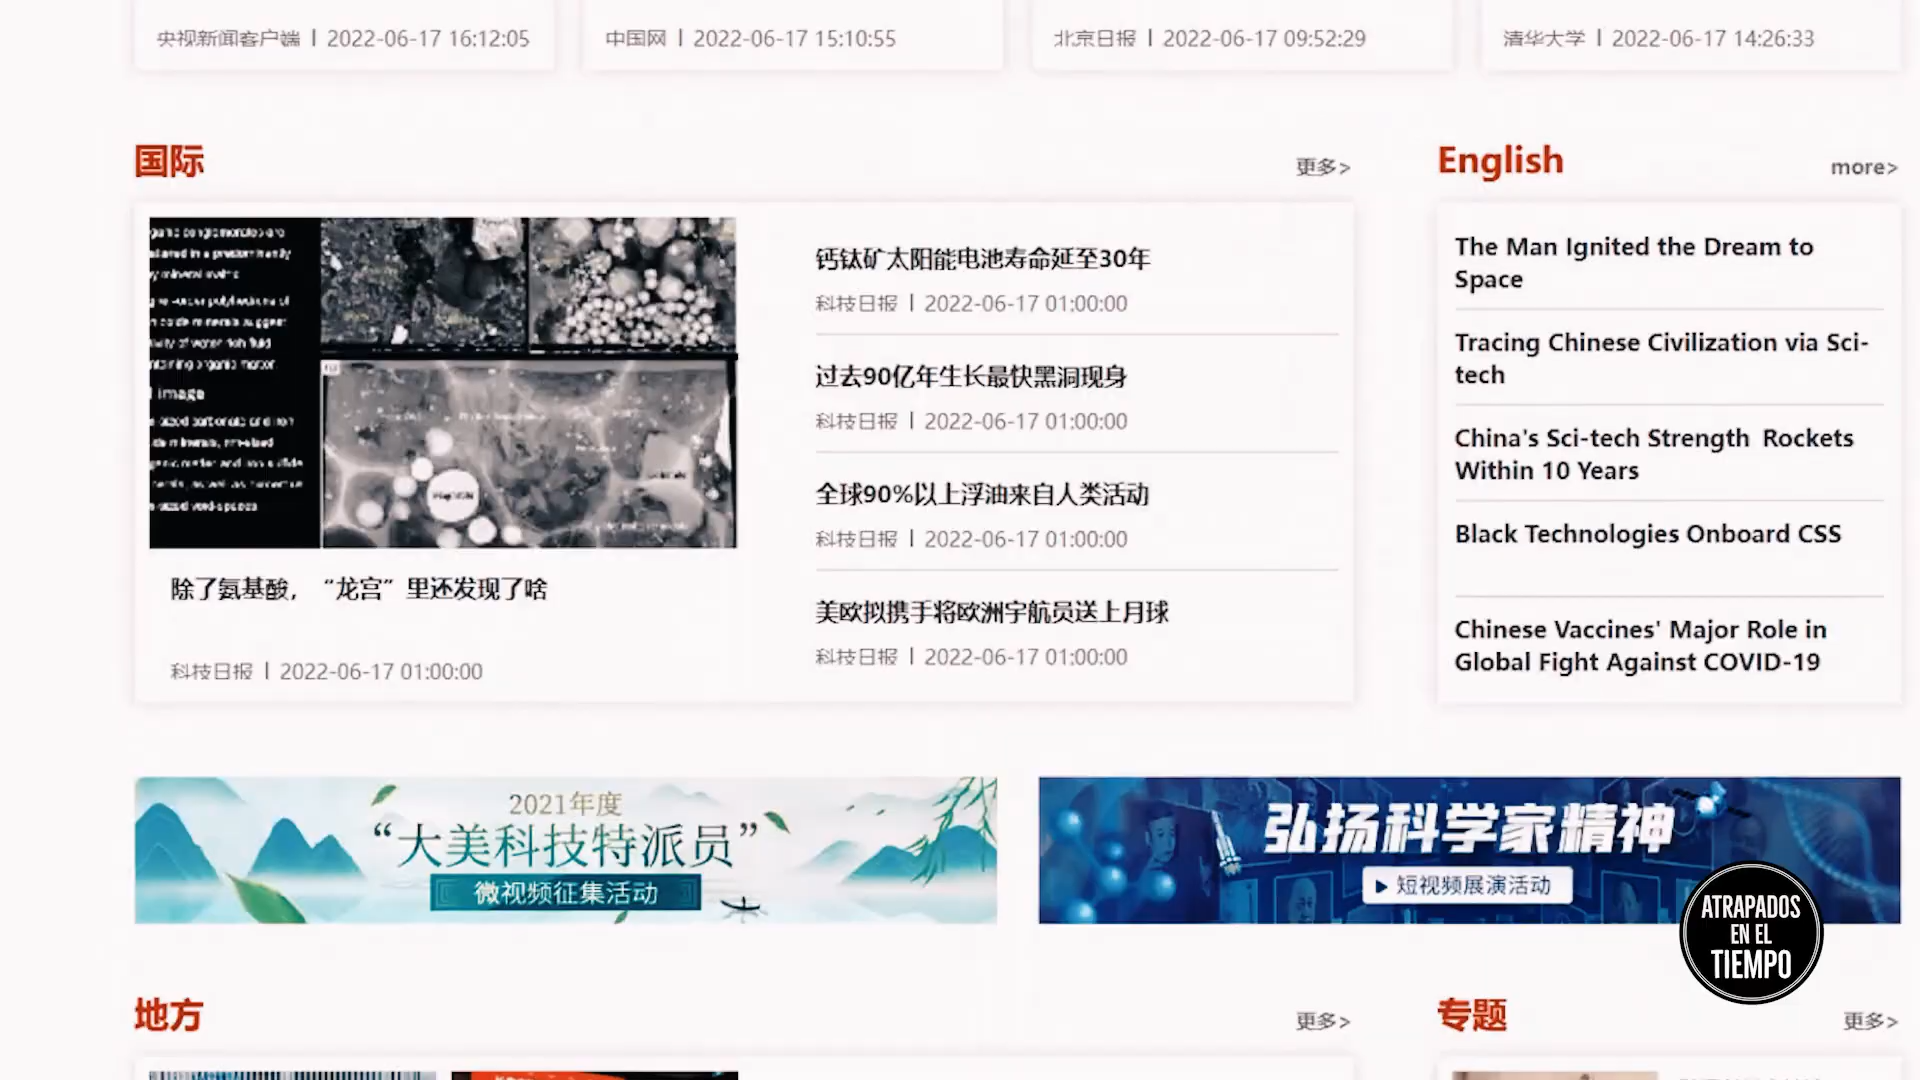 央视新闻客户端 | 2022-06-17 16:12:05
中国网 | 2022-06-17 15:10:55
北京日报 | 2022-06-17 09:52:29
清华大学 | 2022-06-17 14:26:33
国际
更多>
除了氨基酸，“龙宫”里还发现了啥
科技日报 | 2022-06-17 01:00:00
钙钛矿太阳能电池寿命延至30年
科技日报 | 2022-06-17 01:00:00
过去90亿年生长最快黑洞现身
科技日报 | 2022-06-17 01:00:00
全球90%以上浮油来自人类活动
科技日报 | 2022-06-17 01:00:00
美欧拟携手将欧洲宇航员送上月球
科技日报 | 2022-06-17 01:00:00
English
more>
The Man Ignited the Dream to
Space
Tracing Chinese Civilization via Sci-
tech
China's Sci-tech Strength Rockets
Within 10 Years
Black Technologies Onboard CSS
Chinese Vaccines' Major Role in
Global Fight Against COVID-19
2021年度
“大美科技特派员”
微视频征集活动
弘扬科学家精神
短视频展演活动
ATRAPADOS
EN EL
TIEMPO
地方
更多>
专题
更多>